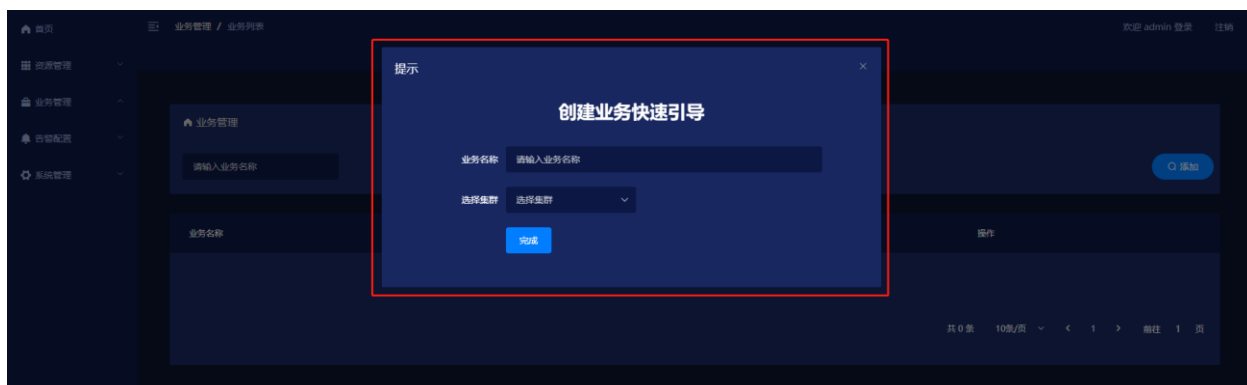 首页
业务管理 / 业务列表
欢迎 admin 登录 注销
资源管理
业务管理
告警配置
系统管理
业务管理
请输入业务名称
添加
提示
创建业务快速引导
业务名称 请输入业务名称
选择集群 选择集群
完成
业务名称 操作
共 0 条 10条/页 1 前往 1 页